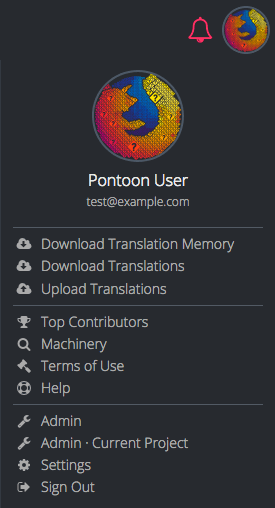 Pontoon User
test@example.com
Download Translation Memory
Download Translations
Upload Translations
Top Contributors
Machinery
Terms of Use
Help
Admin
Admin · Current Project
Settings
Sign Out